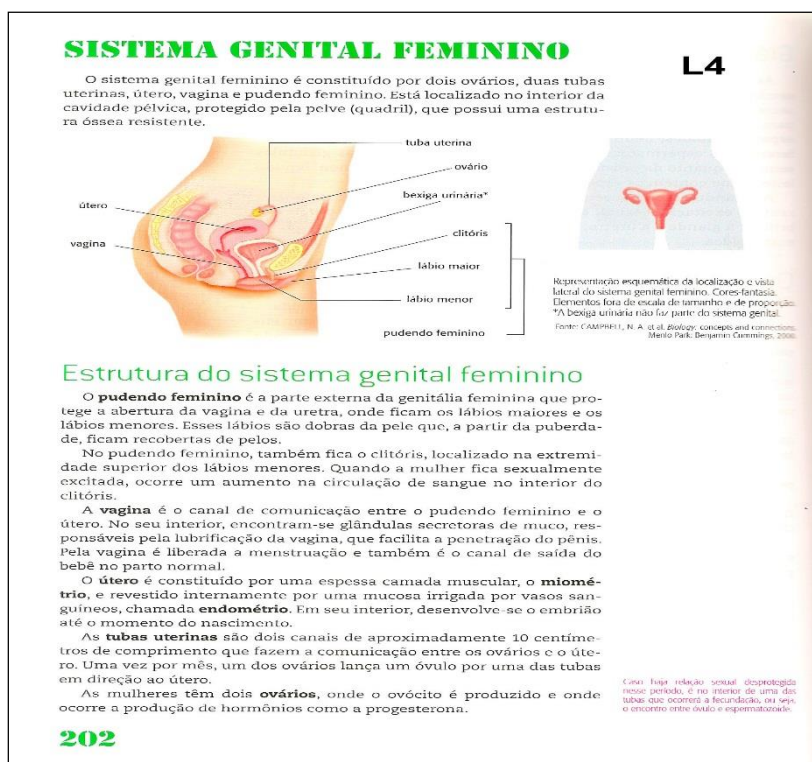 SISTEMA GENITAL FEMININO
L4
O sistema genital feminino é constituído por dois ovários, duas tubas
uterinas, útero, vagina e pudendo feminino. Está localizado no interior da
cavidade pélvica, protegido pela pelve (quadril), que possui uma estrutu-
ra óssea resistente.
tuba uterina
ovário
bexiga urinária*
útero
clitóris
vagina
lábio maior
lábio menor
pudendo feminino
Representação esquemática da localização e vista
lateral do sistema genital feminino. Cores-fantasia.
Elementos fora de escala de tamanho e de proporção.
*A bexiga urinária não faz parte do sistema genital.
Fonte: CAMPBELL, N. A. et al. Biology: concepts and connections.
Menlo Park: Benjamin Cummings, 2000.
Estrutura do sistema genital feminino
O pudendo feminino é a parte externa da genitália feminina que pro-
tege a abertura da vagina e da uretra, onde ficam os lábios maiores e os
lábios menores. Esses lábios são dobras da pele que, a partir da puberda-
de, ficam recobertas de pelos.
No pudendo feminino, também fica o clitóris, localizado na extremi-
dade superior dos lábios menores. Quando a mulher fica sexualmente
excitada, ocorre um aumento na circulação de sangue no interior do
clitóris.
A vagina é o canal de comunicação entre o pudendo feminino e o
útero. No seu interior, encontram-se glândulas secretoras de muco, res-
ponsáveis pela lubrificação da vagina, que facilita a penetração do pênis.
Pela vagina é liberada a menstruação e também é o canal de saída do
bebê no parto normal.
O útero é constituído por uma espessa camada muscular, o miomé-
trio, e revestido internamente por uma mucosa irrigada por vasos san-
guíneos, chamada endométrio. Em seu interior, desenvolve-se o embrião
até o momento do nascimento.
As tubas uterinas são dois canais de aproximadamente 10 centíme-
tros de comprimento que fazem a comunicação entre os ovários e o úte-
ro. Uma vez por mês, um dos ovários lança um óvulo por uma das tubas
em direção ao útero.
As mulheres têm dois ovários, onde o ovócito é produzido e onde
ocorre a produção de hormônios como a progesterona.
Caso haja relação sexual desprotegida
nesse período, é no interior de uma das
tubas que ocorrerá a fecundação, ou seja,
o encontro entre óvulo e espermatozoide.
202